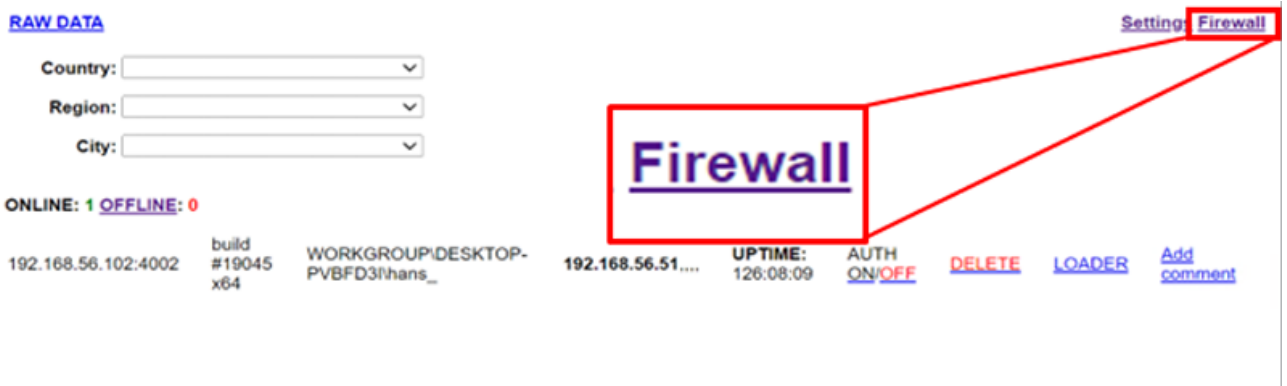 RAW DATA
Settings Firewall
Country:
Region:
City:
Firewall
ONLINE: 1 OFFLINE: 0
192.168.56.102:4002
build
#19045
x64
WORKGROUP\DESKTOP-
PVBFD3I\hans_
192.168.56.51,,,,
UPTIME:
126:08:09
AUTH
ON/OFF
DELETE
LOADER
Add
comment